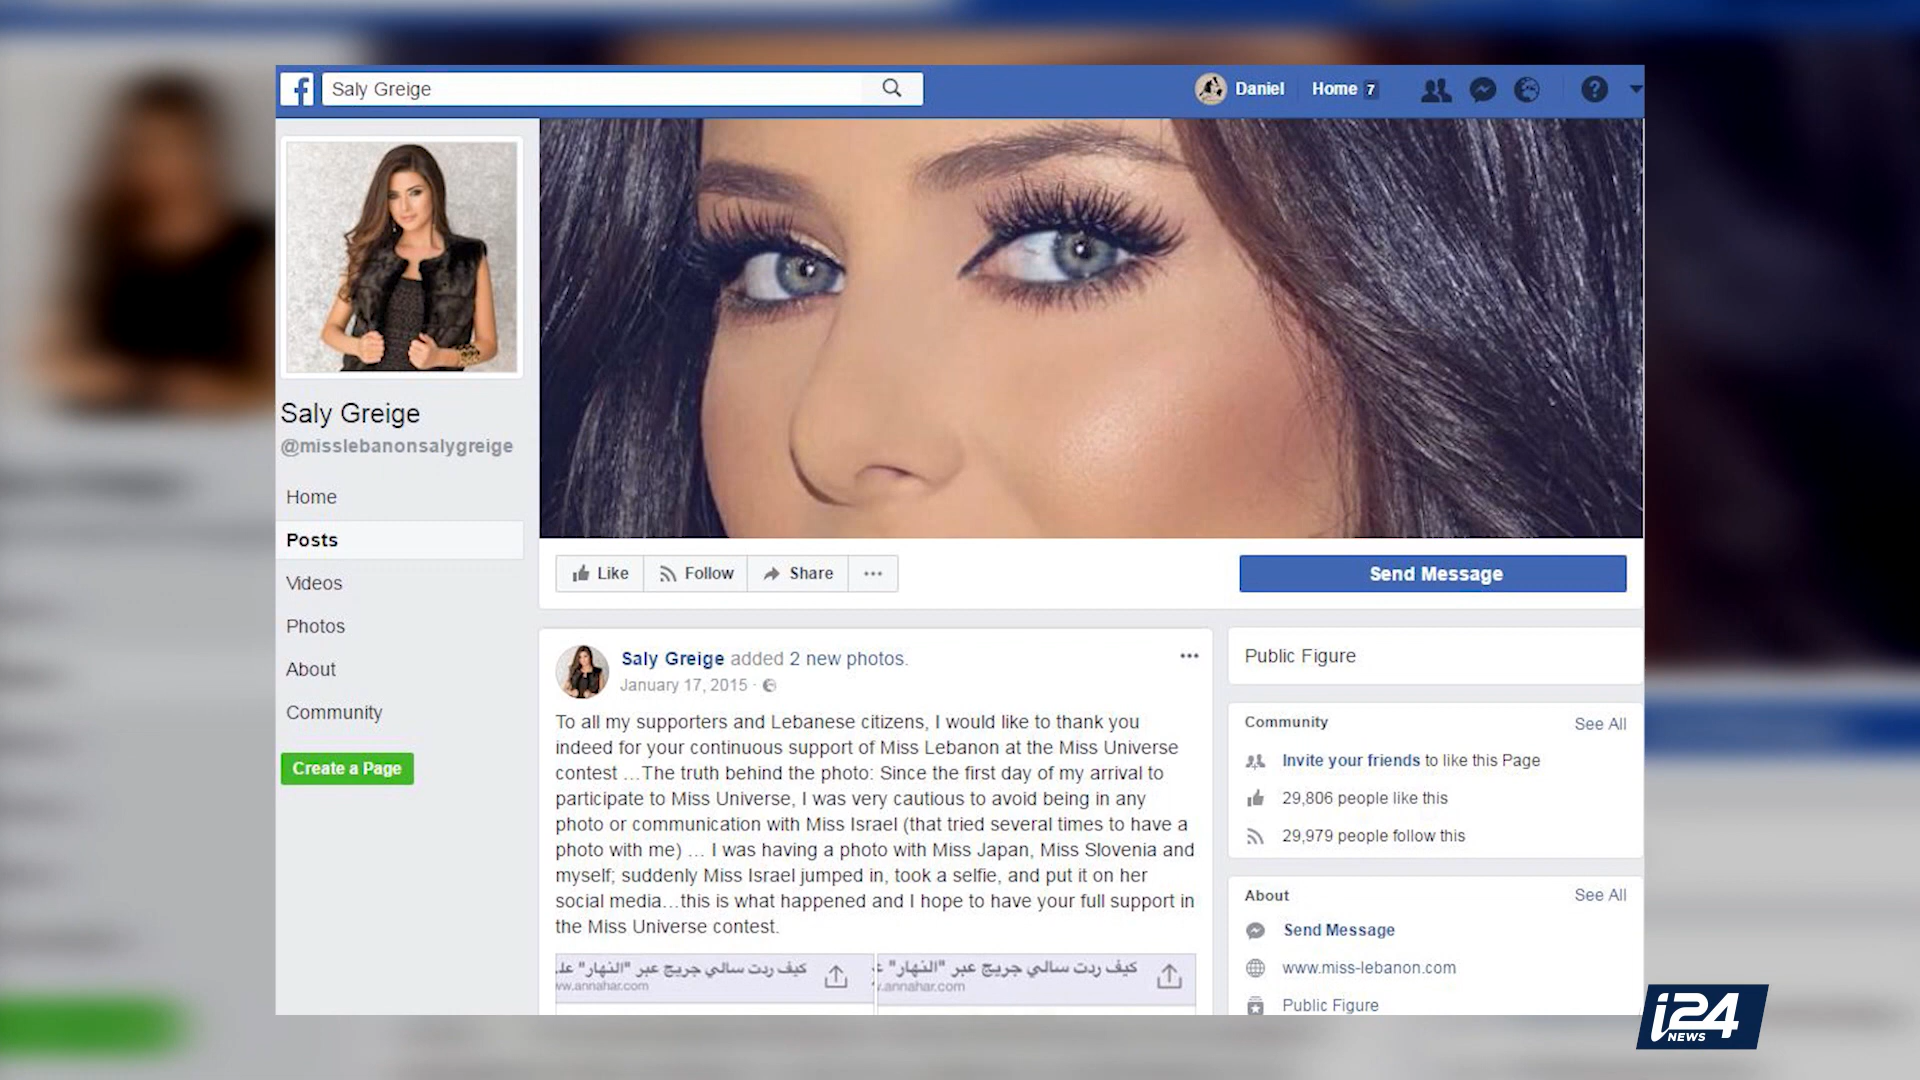 Saly Greige
Daniel
Home 7
Saly Greige
@misslebanonsalygreige
Home
Posts
Videos
Photos
About
Community
Create a Page
Like
Follow
Share
Send Message
Saly Greige added 2 new photos.
January 17, 2015 ·
To all my supporters and Lebanese citizens, I would like to thank you
indeed for your continuous support of Miss Lebanon at the Miss Universe
contest ...The truth behind the photo: Since the first day of my arrival to
participate to Miss Universe, I was very cautious to avoid being in any
photo or communication with Miss Israel (that tried several times to have a
photo with me) ... I was having a photo with Miss Japan, Miss Slovenia and
myself; suddenly Miss Israel jumped in, took a selfie, and put it on her
social media...this is what happened and I hope to have your full support in
the Miss Universe contest.
كيف ردت سالي جريج عبر "النهار"
annahar.com
كيف ردت سالي جريج عبر "النهار"
annahar.com
Public Figure
Community
See All
Invite your friends to like this Page
29,806 people like this
29,979 people follow this
About
See All
Send Message
www.miss-lebanon.com
Public Figure
i24
NEWS